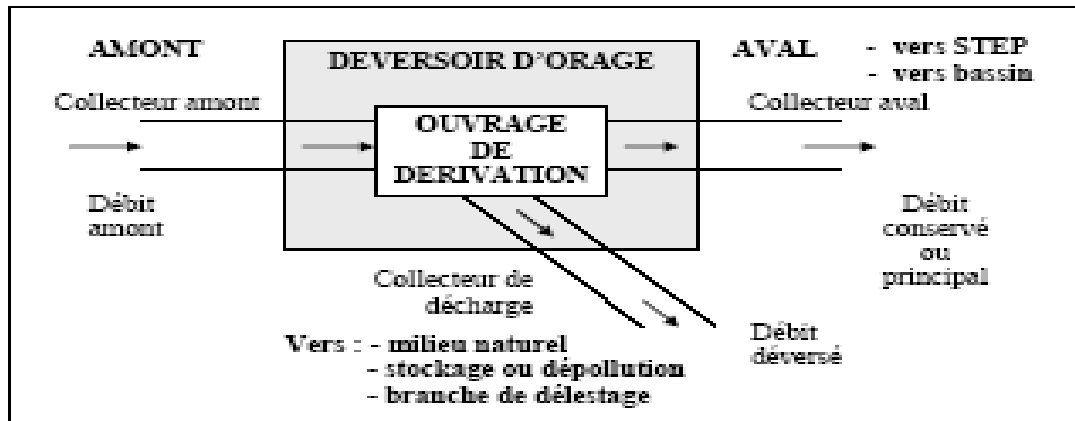 AMONT
DEVERSOIR D'ORAGE
AVAL - vers STEP
- vers bassin
Collecteur amont
Collecteur aval
OUVRAGE
DE
DERIVATION
Débit
amont
Débit
conservé
ou
principal
Collecteur de
décharge
Débit
déversé
Vers : - milieu naturel
- stockage ou dépollution
- branche de délestage